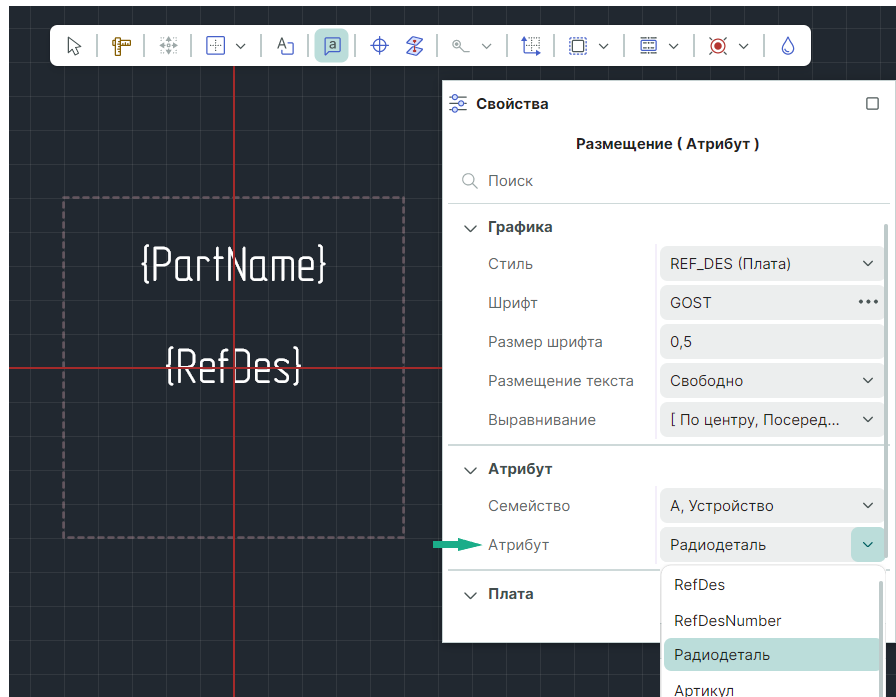 a
Свойства
Размещение ( Атрибут )
Поиск
Графика
Стиль REF_DES (Плата)
Шрифт GOST
Размер шрифта 0,5
Размещение текста Свободно
Выравнивание [ По центру, Посеред...
Атрибут
Семейство A, Устройство
Атрибут Радиодеталь
RefDes
RefDesNumber
Радиодеталь
Артикул
Плата
{PartName}
{RefDes}